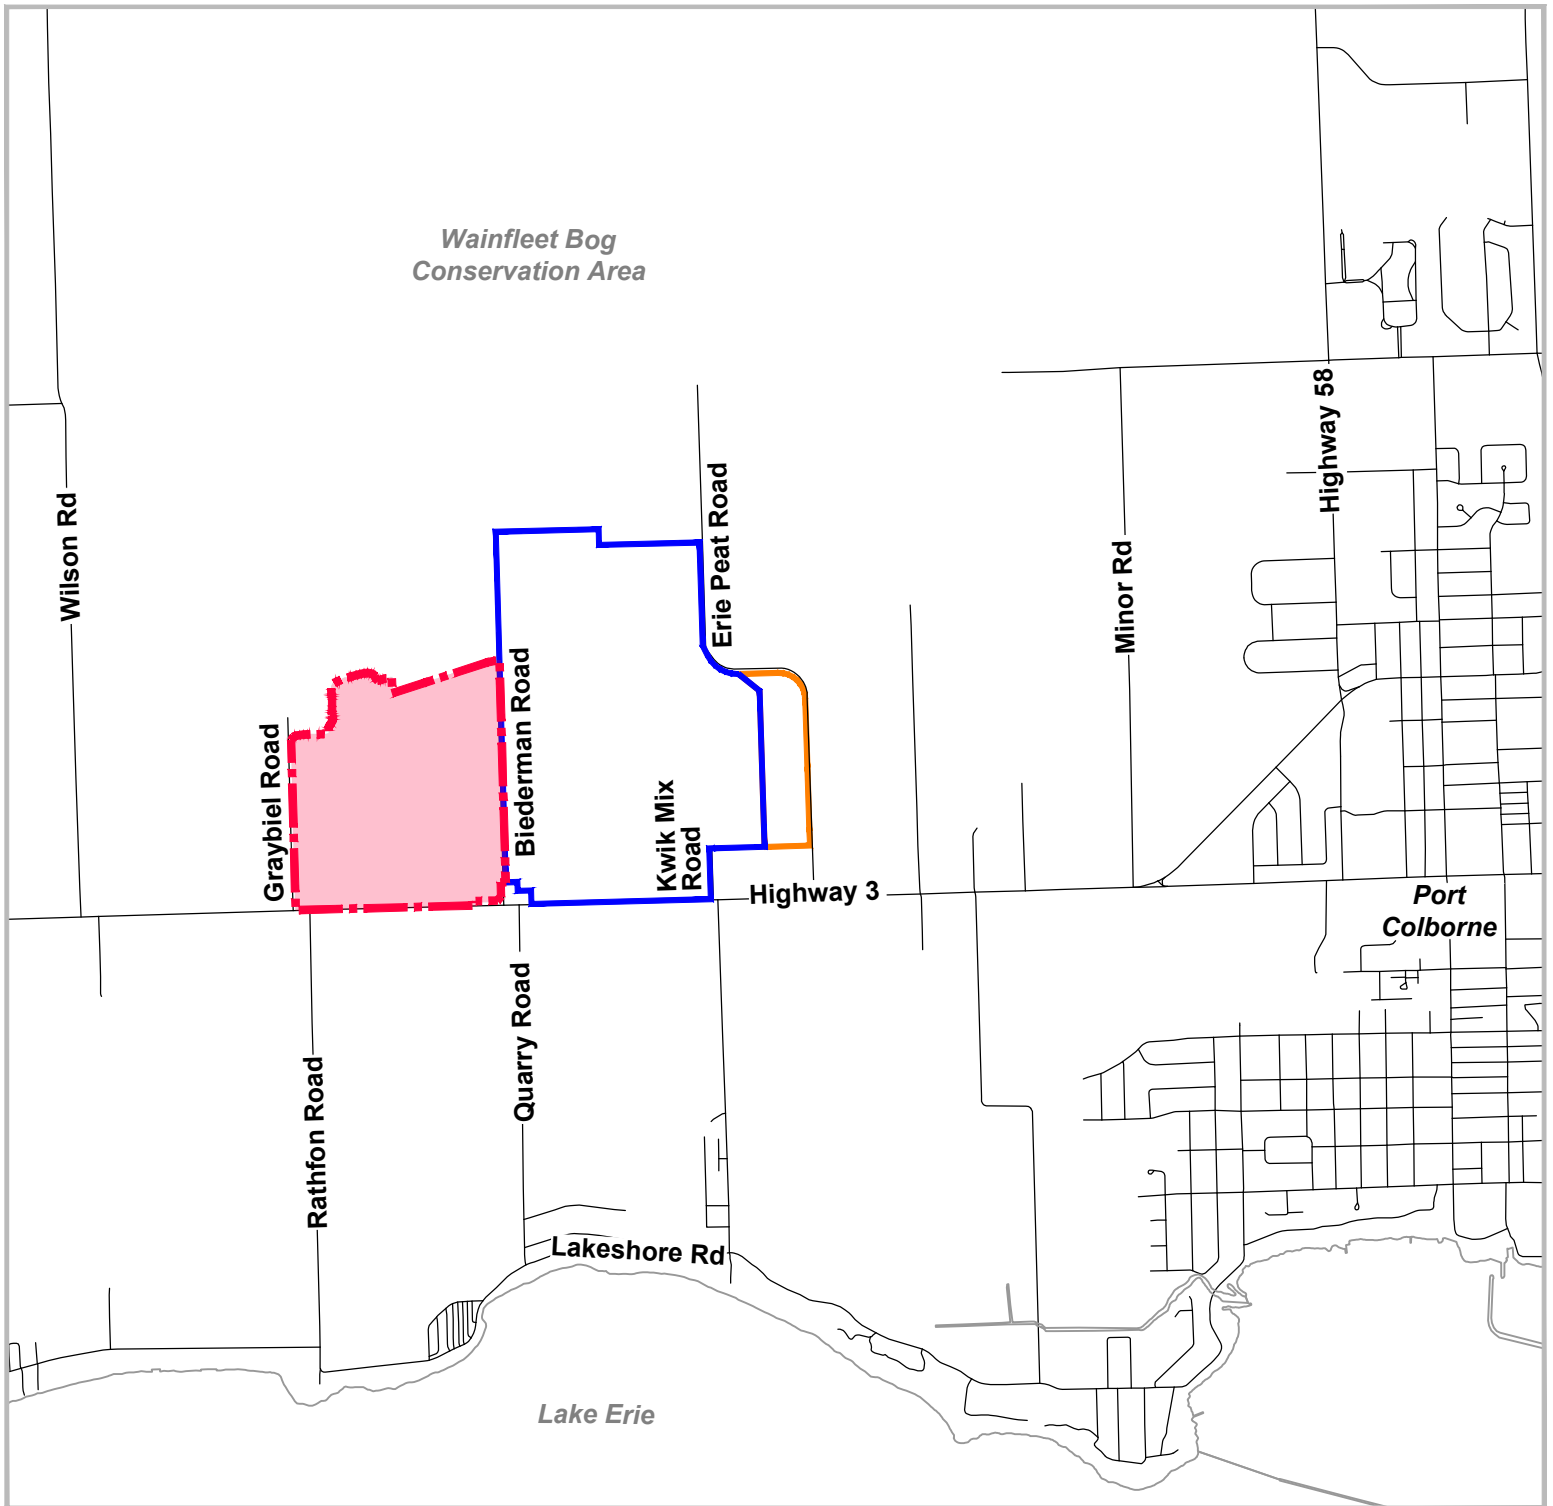 Wainfleet Bog
Conservation Area
Highway 58
Erie Peat Road
Wilson Rd
Minor Rd
Biederman Road
Graybiel Road
Kwik Mix
Road
Highway 3
Port
Colborne
Quarry Road
Rathfon Road
Lakeshore Rd
Lake Erie